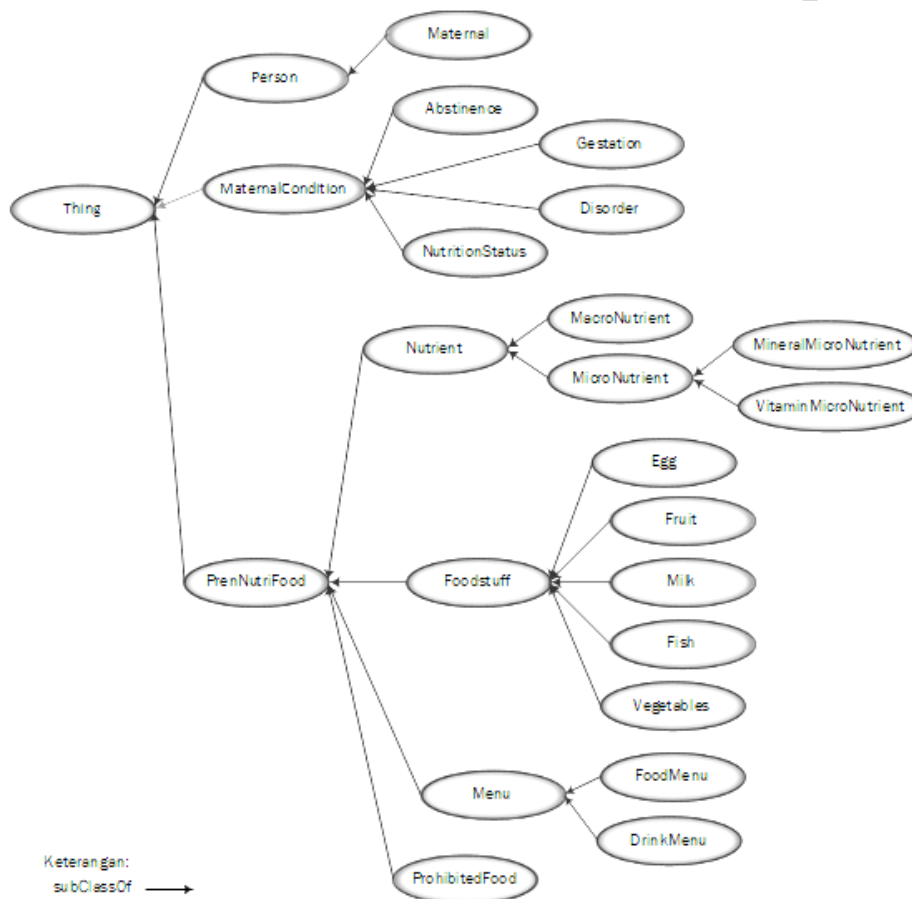 Maternal
Person
Abstinence
Gestation
MaternalCondition
Thing
Disorder
NutritionStatus
MacroNutrient
Nutrient
MineralMicroNutrient
MicroNutrient
VitaminMicroNutrient
Egg
Fruit
PrenNutriFood
Foodstuff
Milk
Fish
Vegetables
FoodMenu
Menu
DrinkMenu
ProhibitedFood
Keterangan:
subClassOf